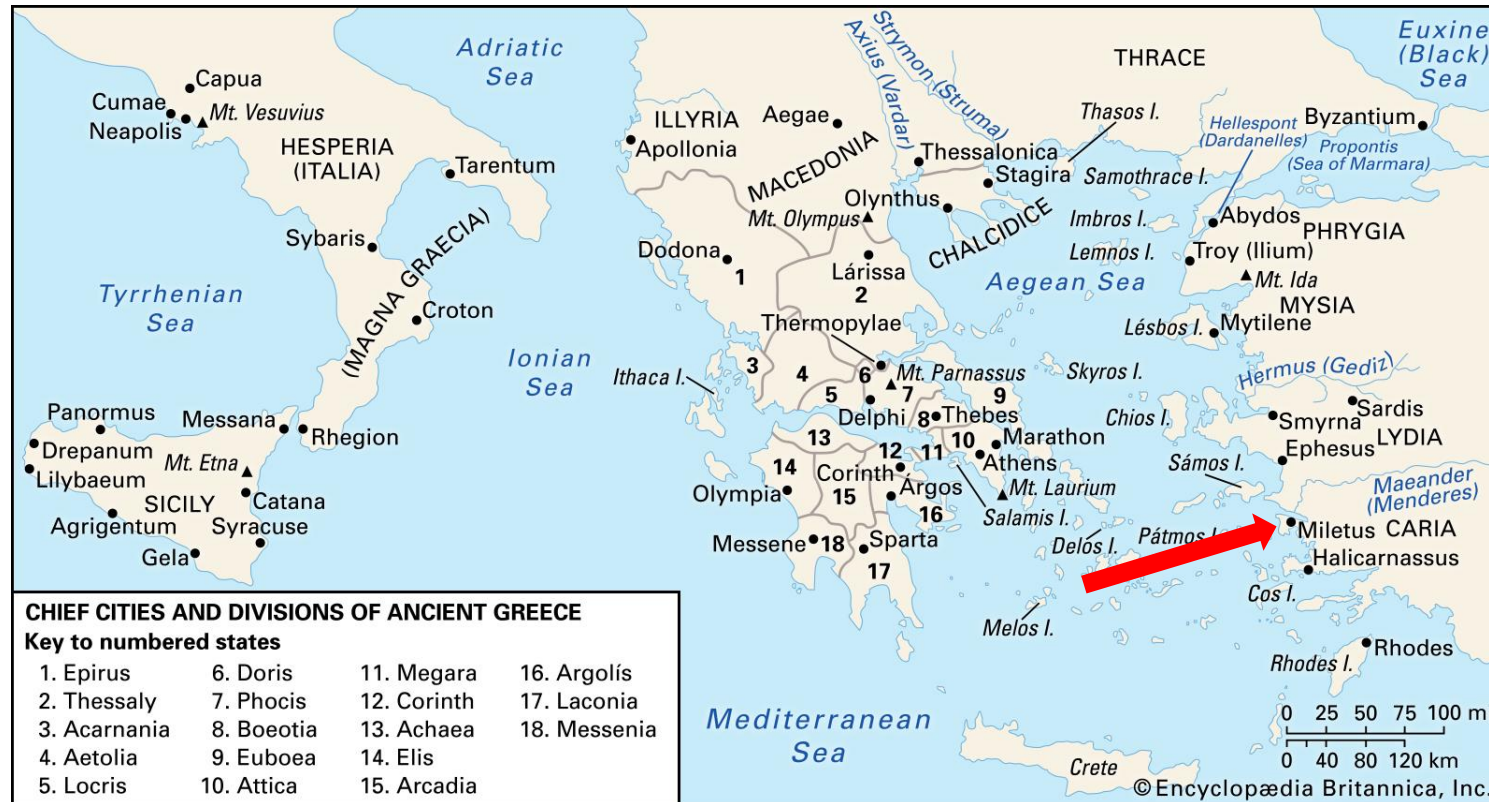 Adriatic
Sea
Axius (Vardar)
Strymon (Struma)
THRACE
Euxine
(Black)
Sea
Capua
Cumae
Mt. Vesuvius
Neapolis
HESPERIA
(ITALIA)
Tarentum
ILLYRIA
Apollonia
Aegae
MACEDONIA
Thasos I.
Hellespont
(Dardanelles)
Byzantium
Propontis
(Sea of Marmara)
Thessalonica
Stagira
Samothrace I.
Olynthus
Mt. Olympus
CHALCIDICE
Imbros I.
Abydos
PHRYGIA
Sybaris
(MAGNA GRAECIA)
Dodona
1
Lárissa
2
Lemnos I.
Troy (Ilium)
Mt. Ida
Tyrrhenian
Sea
Aegean Sea
MYSIA
Croton
Thermopylae
Lésbos I.
Mytilene
Ionian
Sea
Ithaca I.
3
4
5
6
Mt. Parnassus
7
9
Skyros I.
Hermus (Gediz)
Delphi
8
Thebes
Chios I.
Smyrna
Sardis
LYDIA
Panormus
Messana
Rhegion
Drepanum
Mt. Etna
Lilybaeum
SICILY
Catana
Agrigentum
Syracuse
Gela
13
12
11
10
Marathon
Athens
Ephesus
14
Corinth
Sámos I.
Olympia
15
Árgos
Mt. Laurium
Maeander
(Menderes)
16
Salamis I.
Delos I.
Pátmos I.
Miletus
CARIA
Messene
18
Sparta
Halicarnassus
17
Cos I.
Melos I.
Rhodes I.
Rhodes
Mediterranean
Sea
Crete
CHIEF CITIES AND DIVISIONS OF ANCIENT GREECE
Key to numbered states
1. Epirus
2. Thessaly
3. Acarnania
4. Aetolia
5. Locris
6. Doris
7. Phocis
8. Boeotia
9. Euboea
10. Attica
11. Megara
12. Corinth
13. Achaea
14. Elis
15. Arcadia
16. Argolís
17. Laconia
18. Messenia
0 25 50 75 100 m
0 40 80 120 km
©Encyclopædia Britannica, Inc.